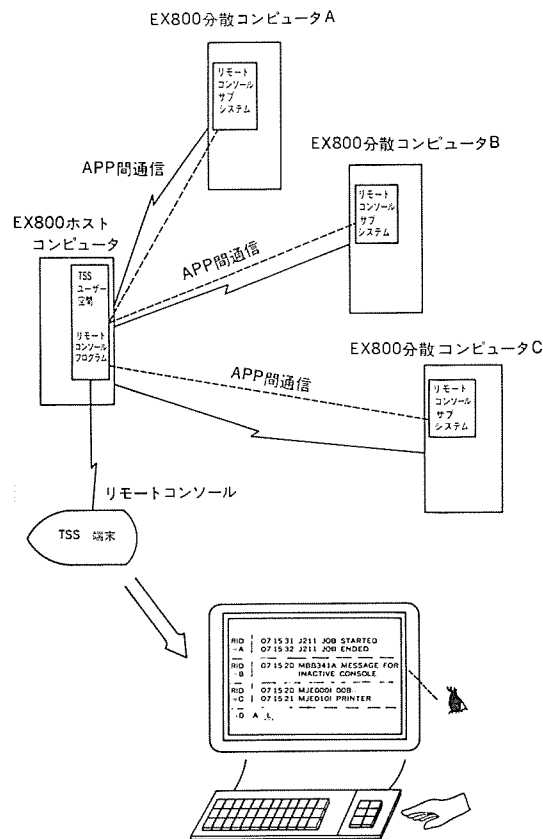 EX800分散コンピュータA
リモート
コンソール
サブ
システム
APP間通信
EX800分散コンピュータB
リモート
コンソール
サブ
システム
EX800ホスト
コンピュータ
APP間通信
TSS
ユーザー
空間
リモート
コンソール
プログラム
EX800分散コンピュータC
APP間通信
リモート
コンソール
サブ
システム
リモートコンソール
TSS 端末
RID 07 15 31 J211 JOB STARTED
-A 07 15 32 J211 JOB ENDED
RID 07 15 20 MBB341A MESSAGE FOR
-B INACTIVE CONSOLE
RID 07 15 20
-C 07 15 21 MJED101 PRINTER
A